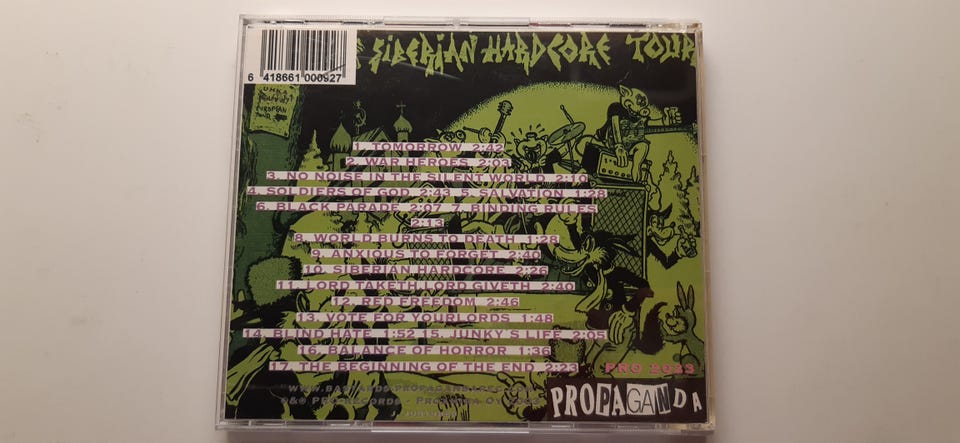 SIBERIAN HARDCORE TOUR
6 418661 000927
EUROPEAN
TOUR
1. TOMORROW 2:42
2. WAR HEROES 2:03
3. NO NOISE IN THE SILENT WORLD 2:10
4. SOLDIERS OF GOD 2:43 5. SALVATION 1:28
6. BLACK PARADE 2:07 7. BINDING RULES
2:13
8. WORLD BURNS TO DEATH 1:28
9. ANXIOUS TO FORGET 2:40
10. SIBERIAN HARDCORE 2:26
11. LORD TAKETH LORD GIVETH 2:40
12. RED FREEDOM 2:46
13. VOTE FOR YOURLORDS 1:48
14. BLIND HATE 1:52 15. JUNKY'S LIFE 2:05
16. BALANCE OF HORROR 1:36
17. THE BEGINNING OF THE END 2:23
PROPAGANDA